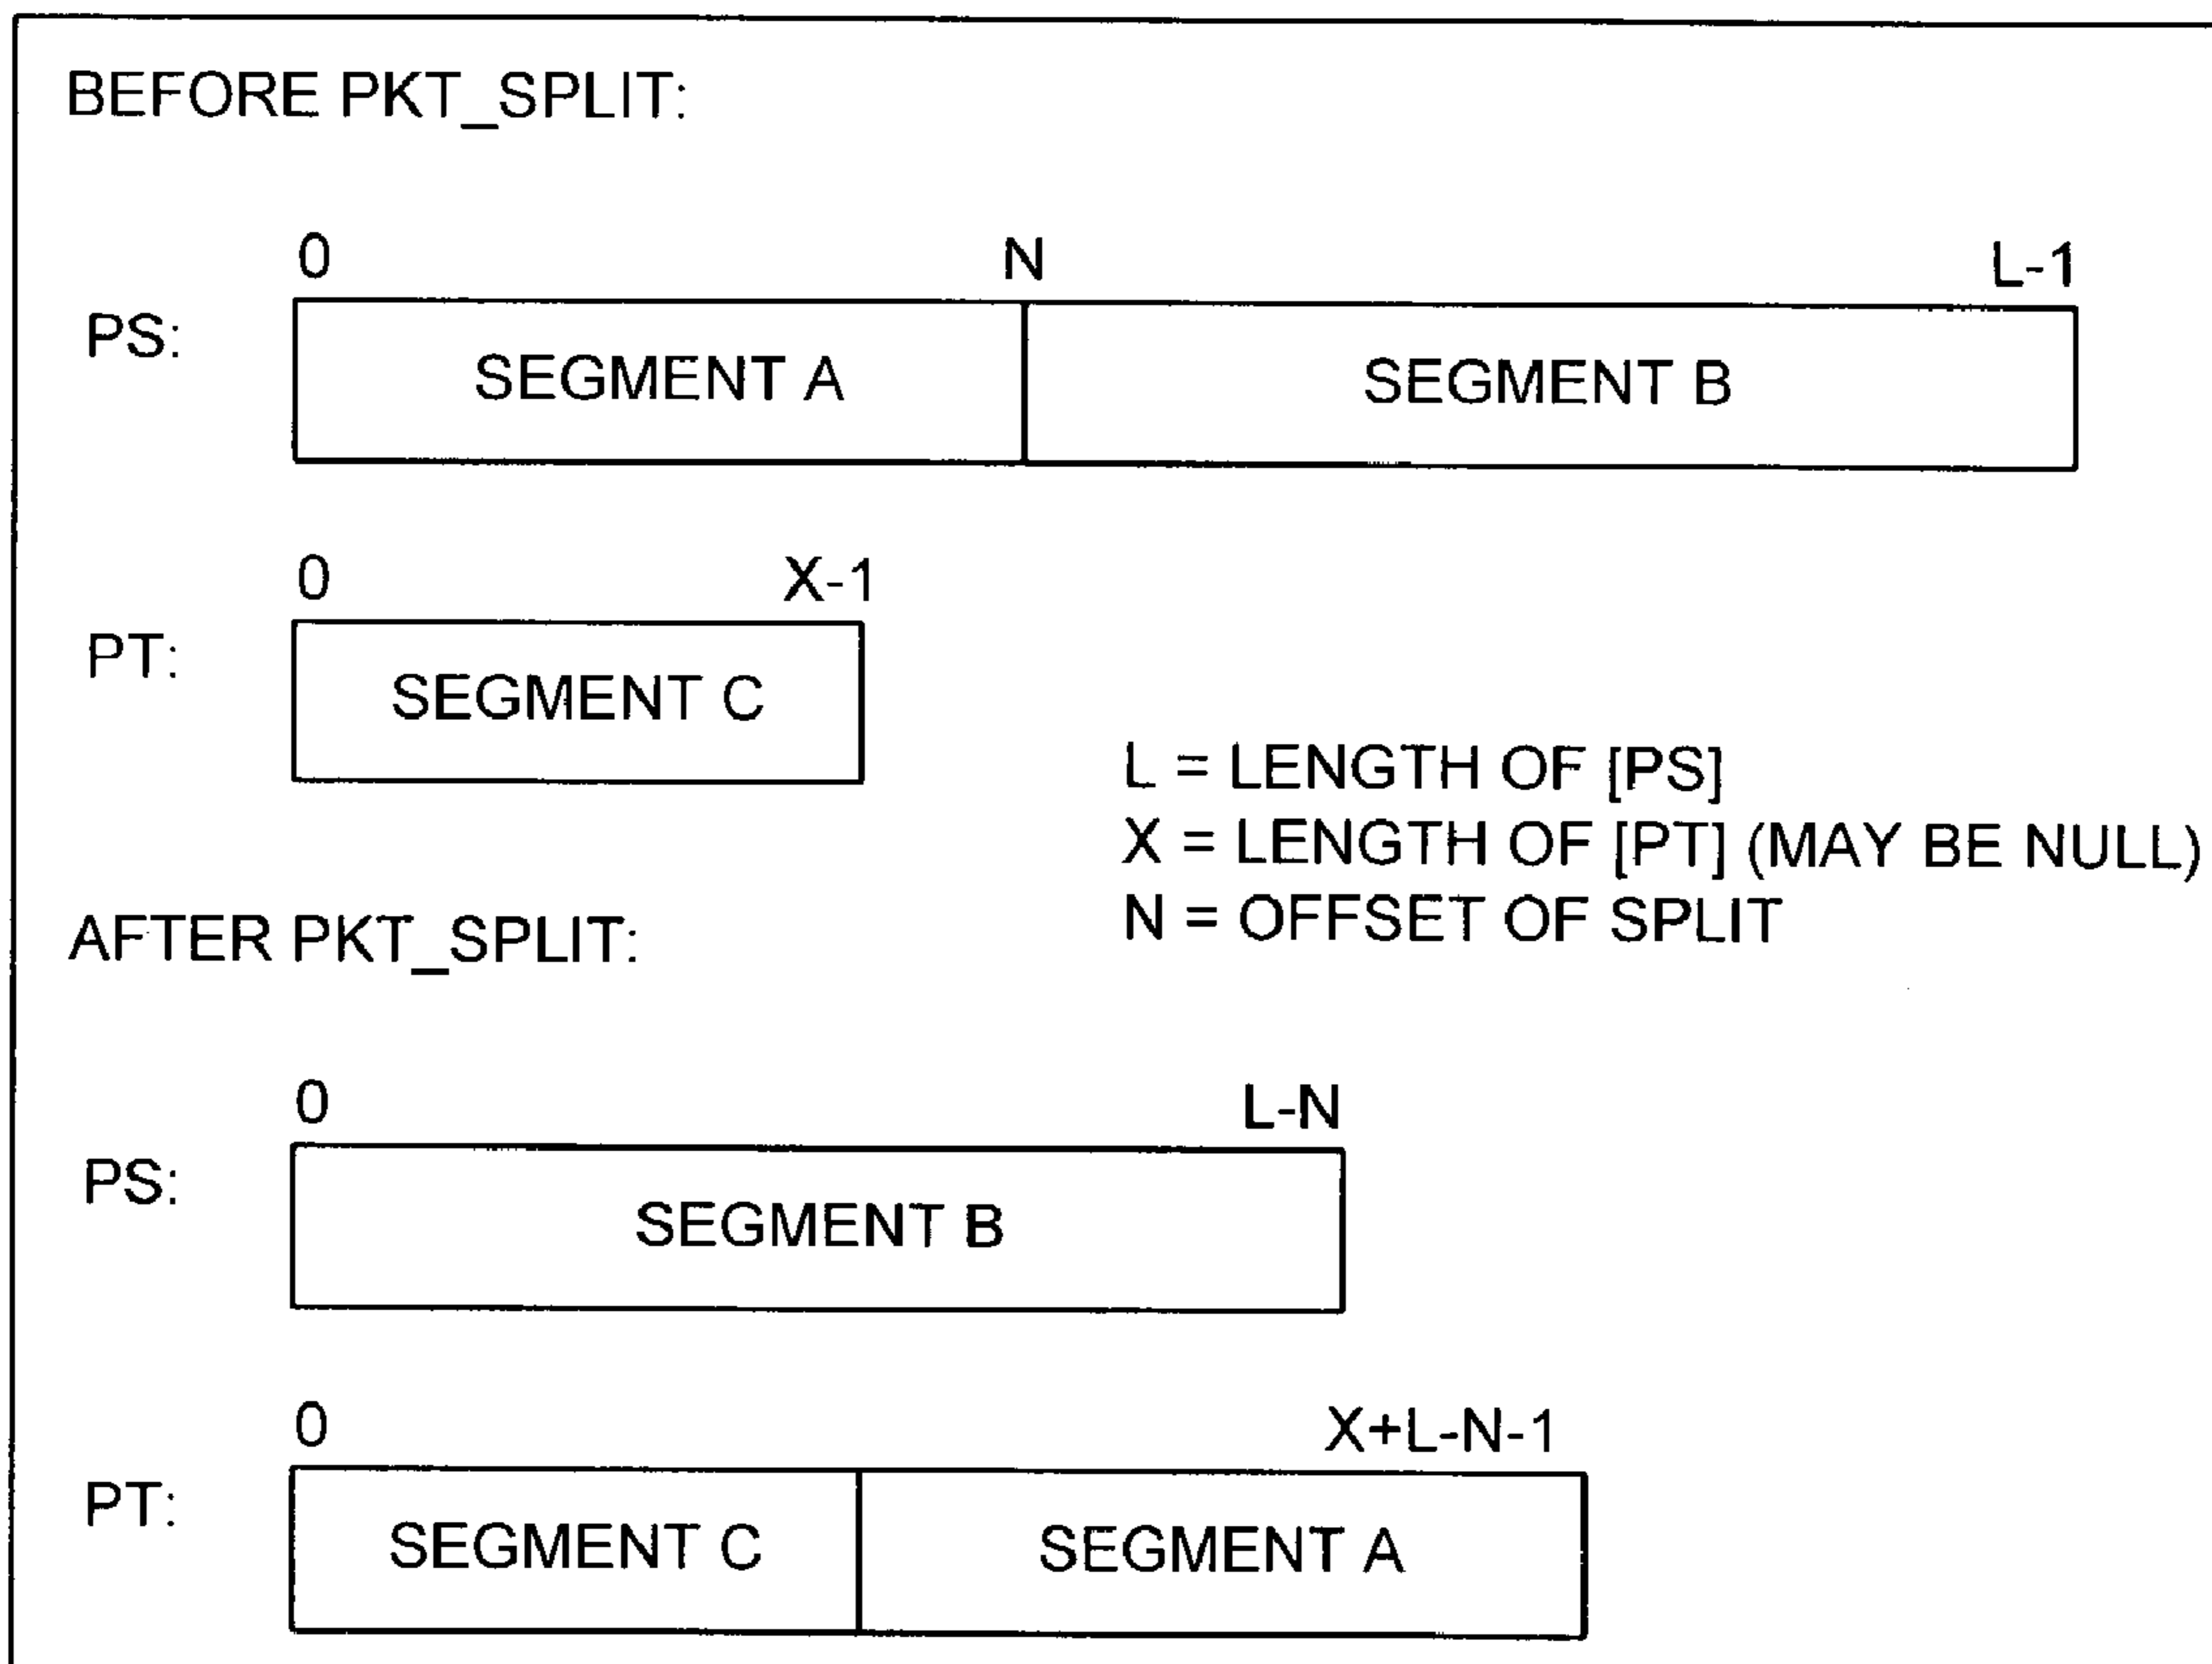 BEFORE PKT_SPLIT:
0 N L-1
PS:
SEGMENT A SEGMENT B
0 X-1
PT:
SEGMENT C
L = LENGTH OF [PS]
X = LENGTH OF [PT] (MAY BE NULL)
N = OFFSET OF SPLIT
AFTER PKT_SPLIT:
0 L-N
PS:
SEGMENT B
0 X+L-N-1
PT:
SEGMENT C SEGMENT A